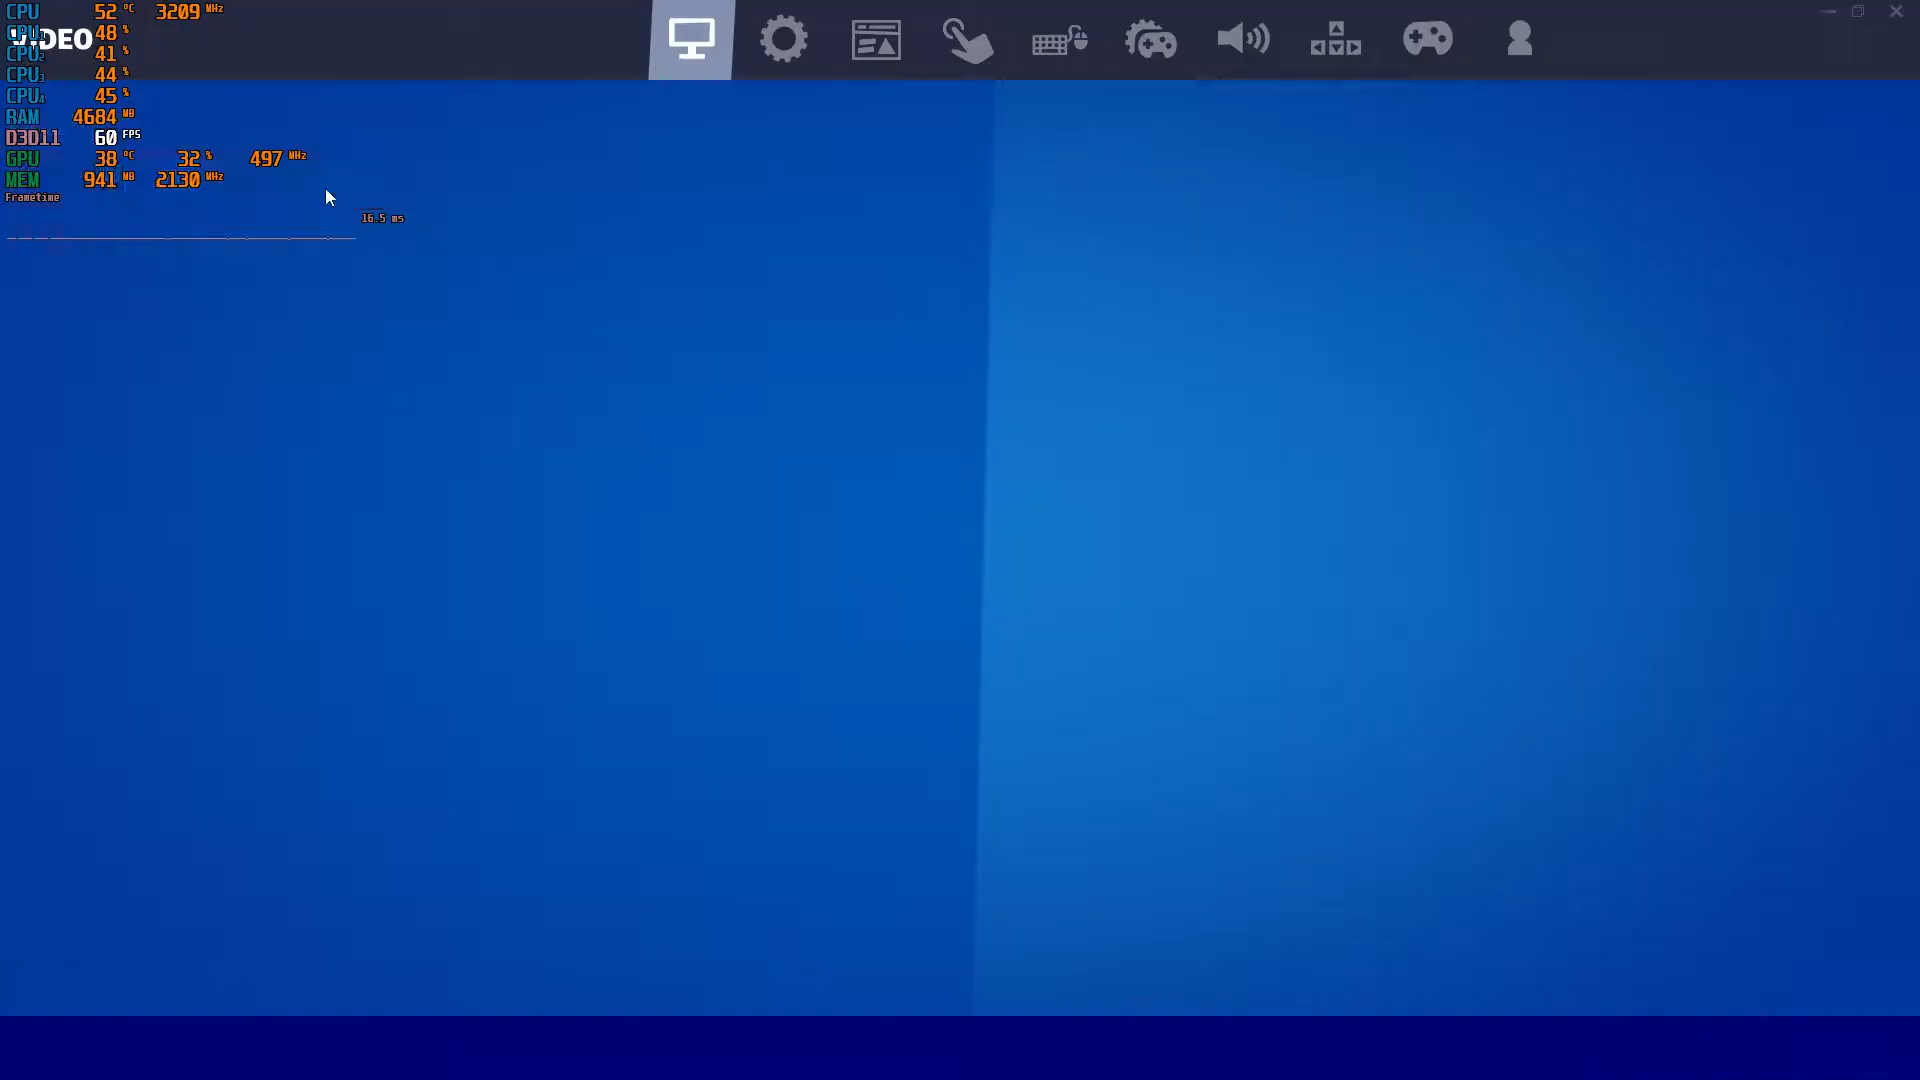 CPU 52 °C 3209 MHz
VIDEO
CPU1 48 %
CPU2 41 %
CPU3 44 %
CPU4 45 %
RAM 4684 MB
D3D11 60 FPS
GPU 38 °C 32 % 497 MHz
MEM 941 MB 2130 MHz
Frametime
16.5 ms